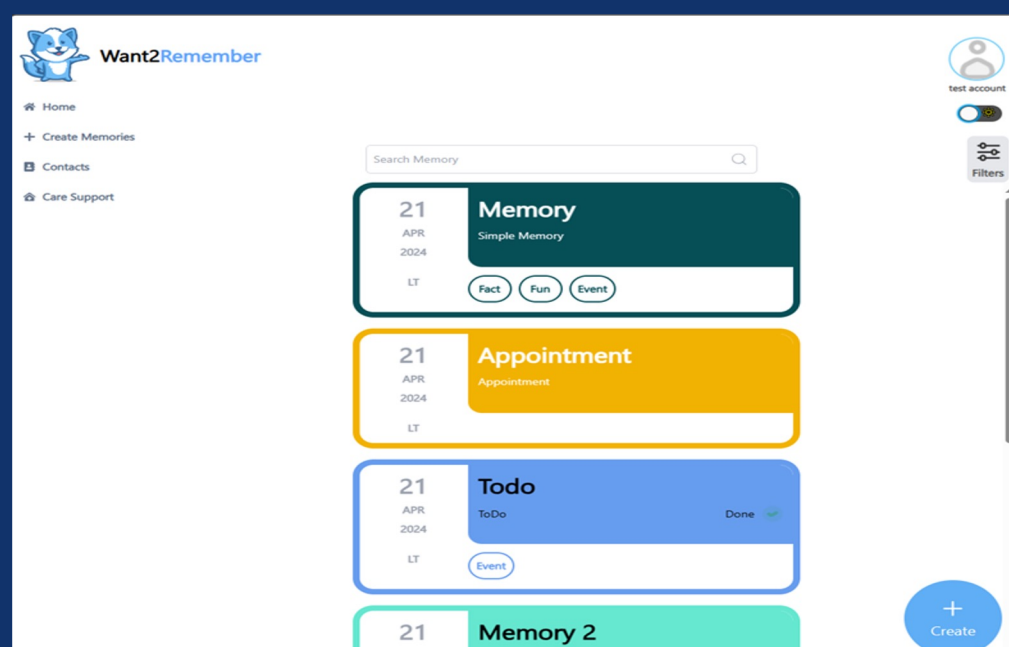 Want2Remember
test account
Home
Create Memories
Contacts
Care Support
Search Memory
Filters
21
APR
2024
LT
Memory
Simple Memory
Fact Fun Event
21
APR
2024
LT
Appointment
Appointment
21
APR
2024
LT
Todo
ToDo Done
Event
21
Memory 2
+
Create